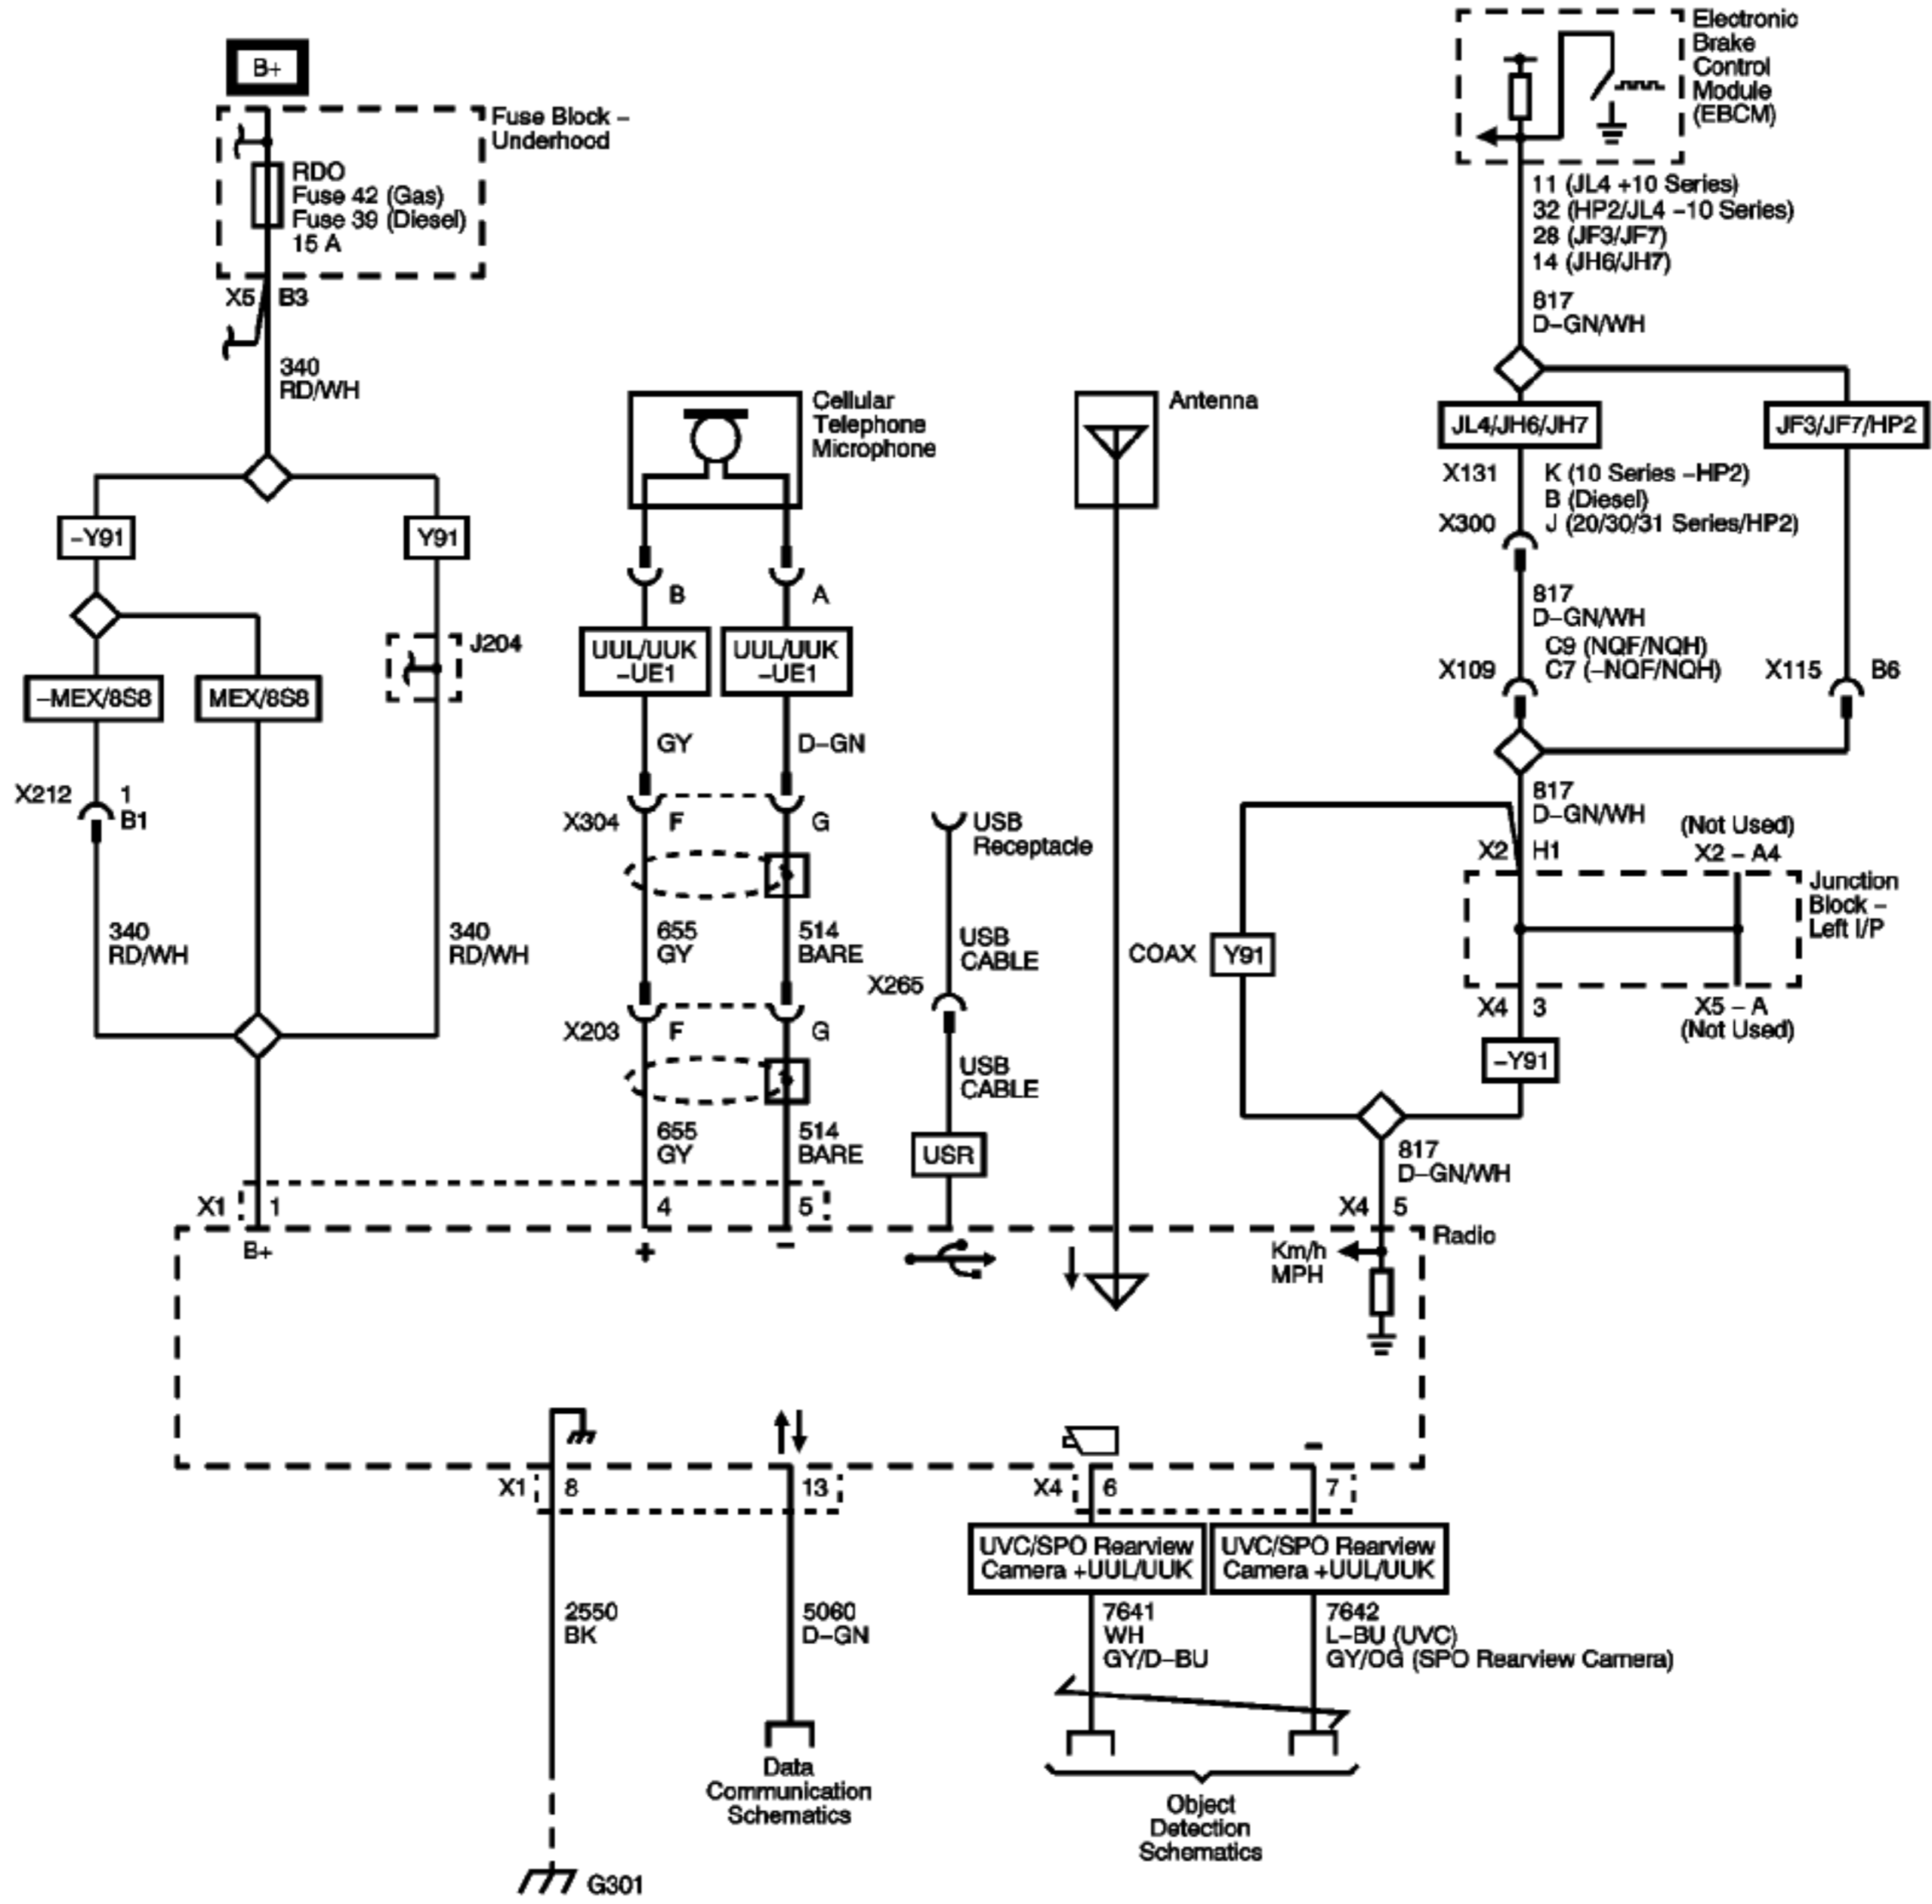 B+
Fuse Block –
Underhood
RDO
Fuse 42 (Gas)
Fuse 39 (Diesel)
15 A
X5
B3
340
RD/WH
–Y91
Y91
J204
–MEX/8S8
MEX/8S8
X212
1
B1
340
RD/WH
340
RD/WH
Cellular
Telephone
Microphone
B
A
UUL/UUK
–UE1
UUL/UUK
–UE1
GY
D–GN
X304
F
G
655
GY
514
BARE
X203
F
G
655
GY
514
BARE
USB
Receptacle
USB
CABLE
X265
USB
CABLE
USR
Antenna
Electronic
Brake
Control
Module
(EBCM)
11 (JL4 +10 Series)
32 (HP2/JL4 –10 Series)
28 (JF3/JF7)
14 (JH6/JH7)
817
D–GN/WH
JL4/JH6/JH7
JF3/JF7/HP2
X131
K (10 Series –HP2)
B (Diesel)
X300
J (20/30/31 Series/HP2)
817
D–GN/WH
C9 (NQF/NQH)
X109
C7 (–NQF/NQH)
X115
B6
817
D–GN/WH
(Not Used)
X2
H1
X2 – A4
Junction
Block –
Left I/P
COAX
Y91
X4
3
X5 – A
(Not Used)
–Y91
817
D–GN/WH
X1
1
4
5
X4
5
Radio
B+
+
–
Km/h
MPH
–
X1
8
13
X4
6
7
UVC/SPO Rearview
Camera +UUL/UUK
UVC/SPO Rearview
Camera +UUL/UUK
2550
BK
5060
D–GN
7641
WH
GY/D–BU
7642
L–BU (UVC)
GY/OG (SPO Rearview Camera)
Data
Communication
Schematics
Object
Detection
Schematics
G301